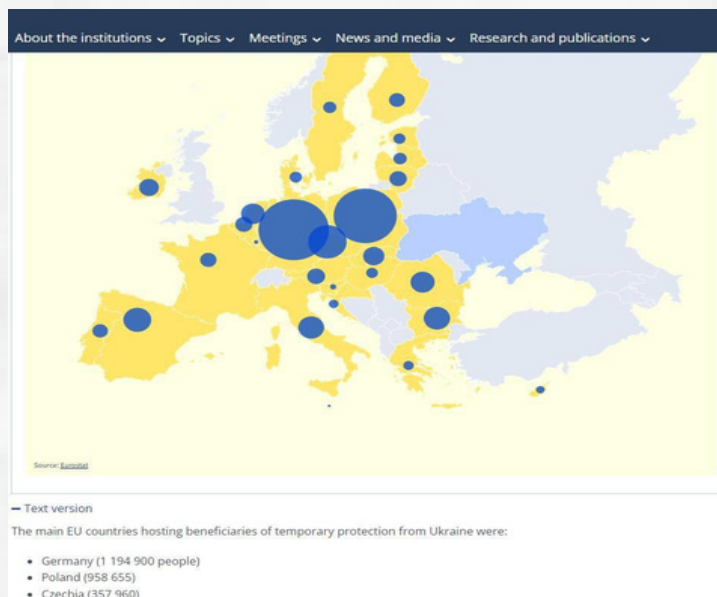 About the institutions Topics Meetings News and media Research and publications
Source: Eurostat
Text version
The main EU countries hosting beneficiaries of temporary protection from Ukraine were:
• Germany (1 194 900 people)
• Poland (958 655)
• Czechia (357 960)